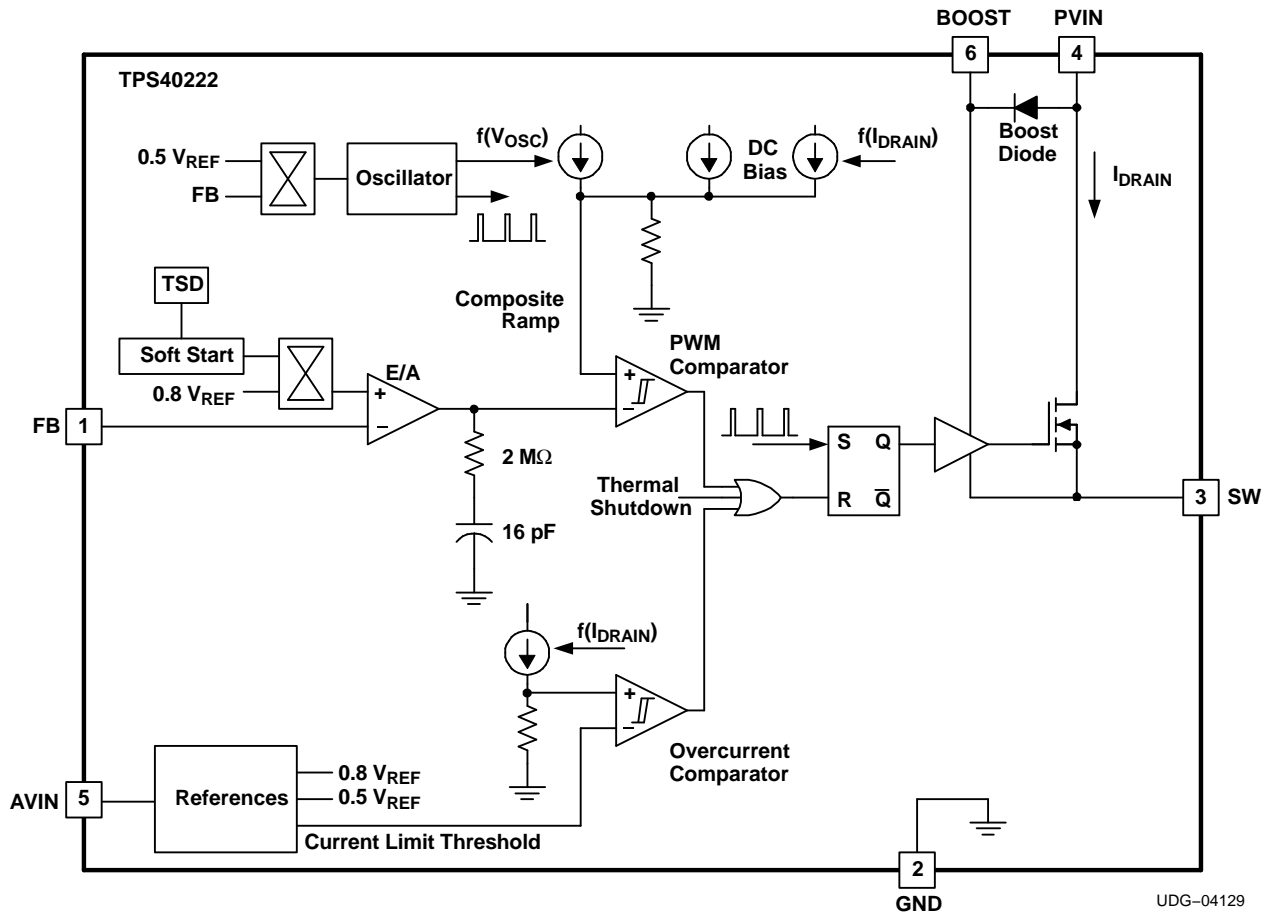 BOOST PVIN
6 4
TPS40222
Boost
Diode
f(VOSC)
DC
Bias
f(IDRAIN)
0.5 VREF
FB
Oscillator
IDRAIN
TSD
Soft Start
0.8 VREF
Composite
Ramp
PWM
Comparator
E/A
+
−
+
−
FB 1
2 MΩ
16 pF
Thermal
Shutdown
S Q
R Q̅
3 SW
f(IDRAIN)
+
−
Overcurrent
Comparator
AVIN 5
References
0.8 VREF
0.5 VREF
Current Limit Threshold
2
GND
UDG–04129